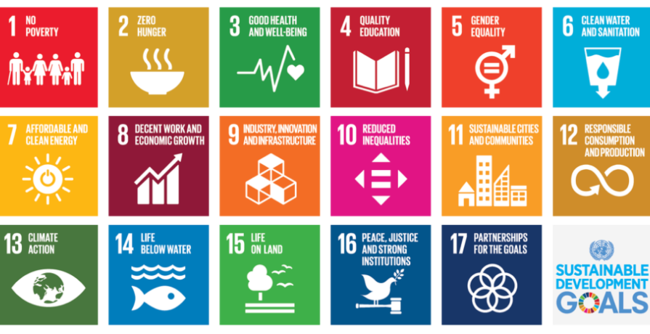 1 NO
POVERTY
2 ZERO
HUNGER
3 GOOD HEALTH
AND WELL-BEING
4 QUALITY
EDUCATION
5 GENDER
EQUALITY
6 CLEAN WATER
AND SANITATION
7 AFFORDABLE AND
CLEAN ENERGY
8 DECENT WORK AND
ECONOMIC GROWTH
9 INDUSTRY, INNOVATION
AND INFRASTRUCTURE
10 REDUCED
INEQUALITIES
11 SUSTAINABLE CITIES
AND COMMUNITIES
12 RESPONSIBLE
CONSUMPTION
AND PRODUCTION
13 CLIMATE
ACTION
14 LIFE
BELOW WATER
15 LIFE
ON LAND
16 PEACE, JUSTICE
AND STRONG
INSTITUTIONS
17 PARTNERSHIPS
FOR THE GOALS
SUSTAINABLE
DEVELOPMENT
GOALS